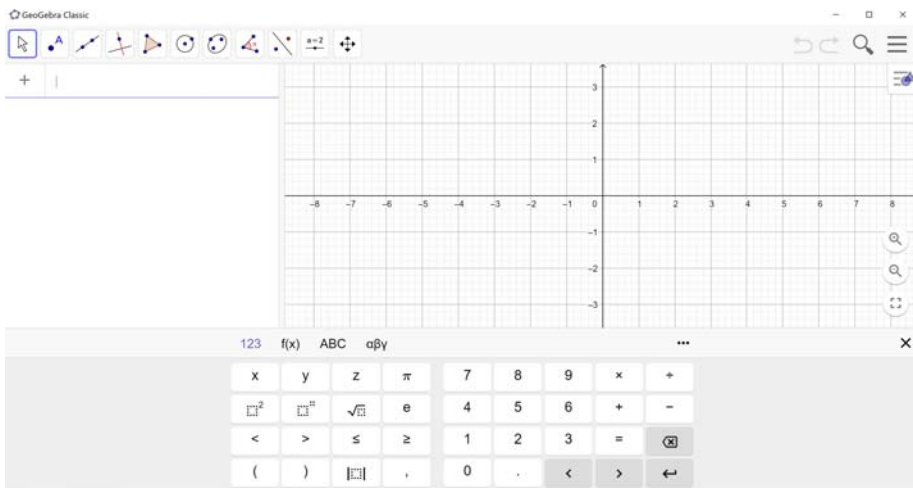 GeoGebra Classic
A
a=2
+
3
2
1
-8 -7 -6 -5 -4 -3 -2 -1 0 1 2 3 4 5 6 7 8
-1
-2
-3
123 f(x) ABC αβγ
x y z π 7 8 9 × ÷
2 √ e 4 5 6 + −
< > ≤ ≥ 1 2 3 =
( ) | | , 0 . < >